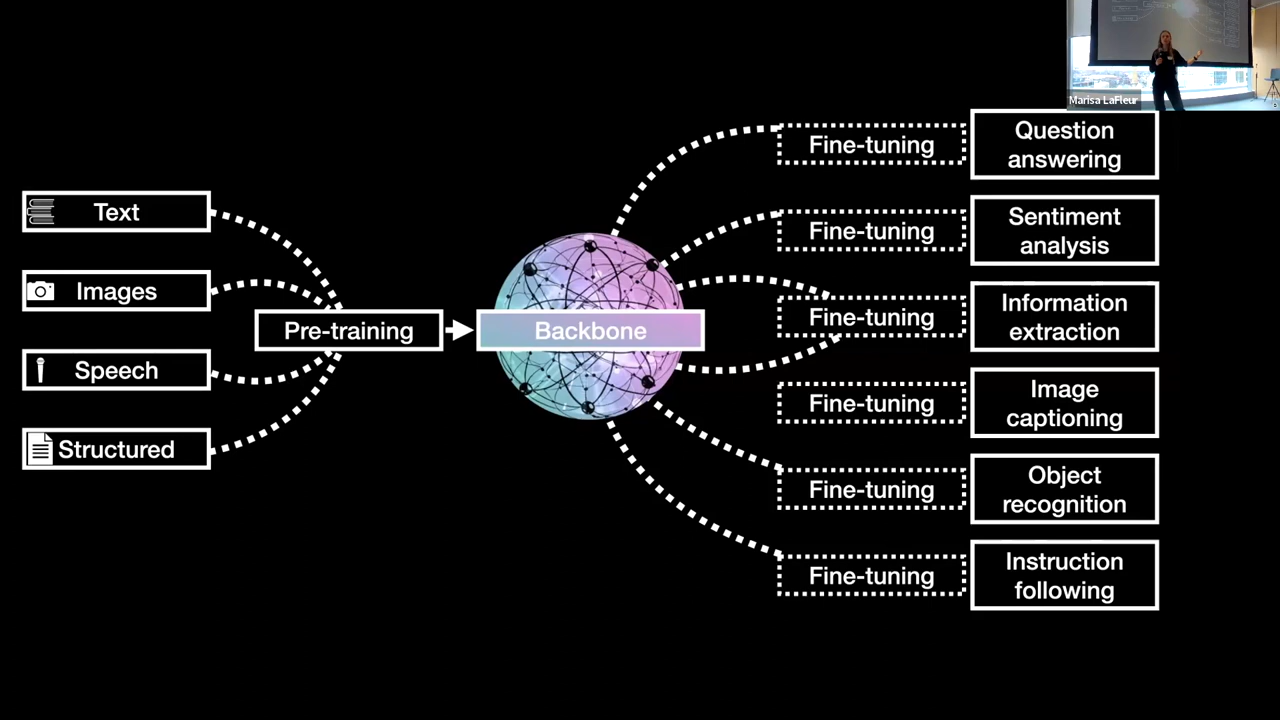 Marisa LaFleur
Text
Images
Speech
Structured
Pre-training
Backbone
Fine-tuning
Question
answering
Fine-tuning
Sentiment
analysis
Fine-tuning
Information
extraction
Fine-tuning
Image
captioning
Fine-tuning
Object
recognition
Fine-tuning
Instruction
following